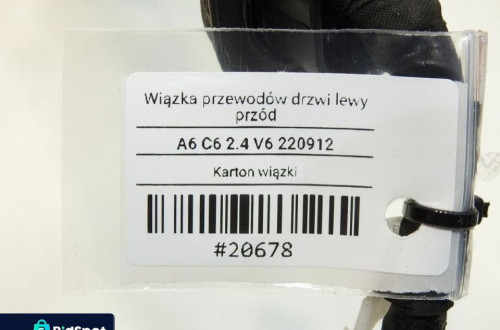 Wiązka przewodów drzwi lewy
przód
A6 C6 2.4 V6 220912
Karton wiązki
#20678